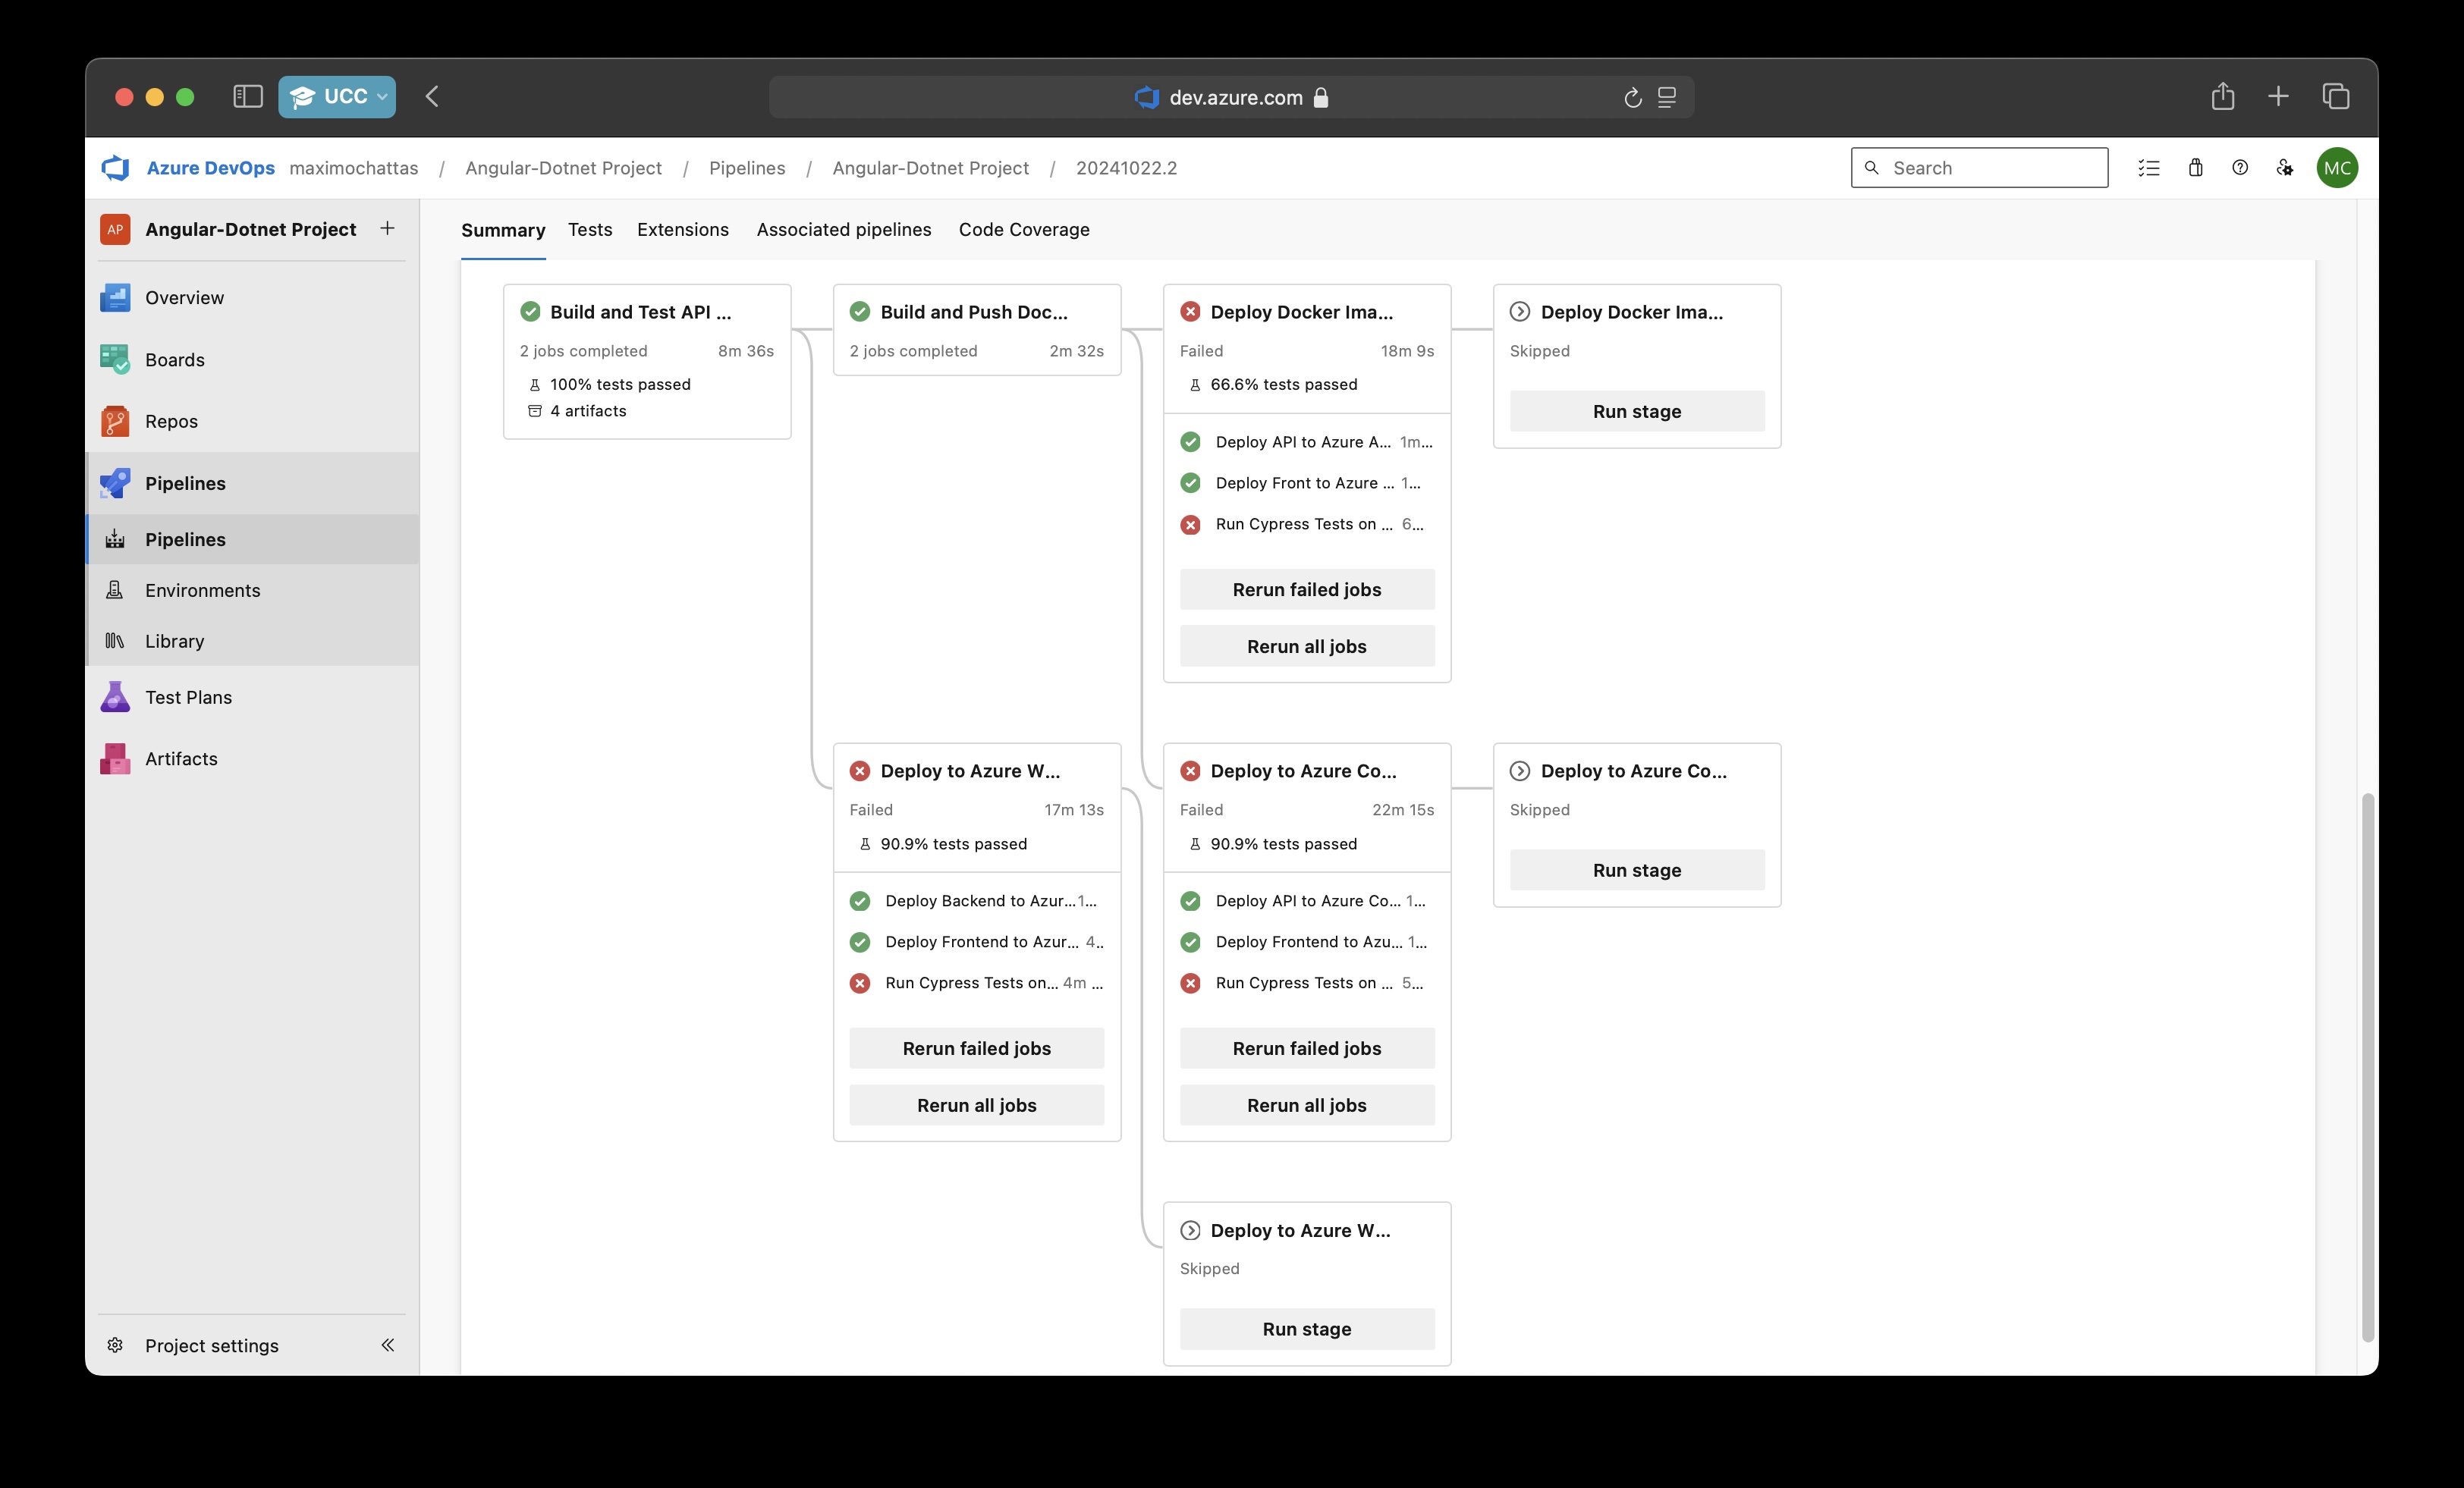 UCC
dev.azure.com
Azure DevOps maximochattas / Angular-Dotnet Project / Pipelines / Angular-Dotnet Project / 20241022.2
Search
MC
AP Angular-Dotnet Project
Overview
Boards
Repos
Pipelines
Pipelines
Environments
Library
Test Plans
Artifacts
Project settings
Summary Tests Extensions Associated pipelines Code Coverage
Build and Test API ...
2 jobs completed 8m 36s
100% tests passed
4 artifacts
Build and Push Doc...
2 jobs completed 2m 32s
Deploy Docker Ima...
Failed 18m 9s
66.6% tests passed
Deploy API to Azure A... 1m...
Deploy Front to Azure ... 1...
Run Cypress Tests on ... 6...
Rerun failed jobs
Rerun all jobs
Deploy Docker Ima...
Skipped
Run stage
Deploy to Azure W...
Failed 17m 13s
90.9% tests passed
Deploy Backend to Azur... 1...
Deploy Frontend to Azur... 4..
Run Cypress Tests on... 4m ...
Rerun failed jobs
Rerun all jobs
Deploy to Azure Co...
Failed 22m 15s
90.9% tests passed
Deploy API to Azure Co... 1...
Deploy Frontend to Azu... 1...
Run Cypress Tests on ... 5...
Rerun failed jobs
Rerun all jobs
Deploy to Azure Co...
Skipped
Run stage
Deploy to Azure W...
Skipped
Run stage